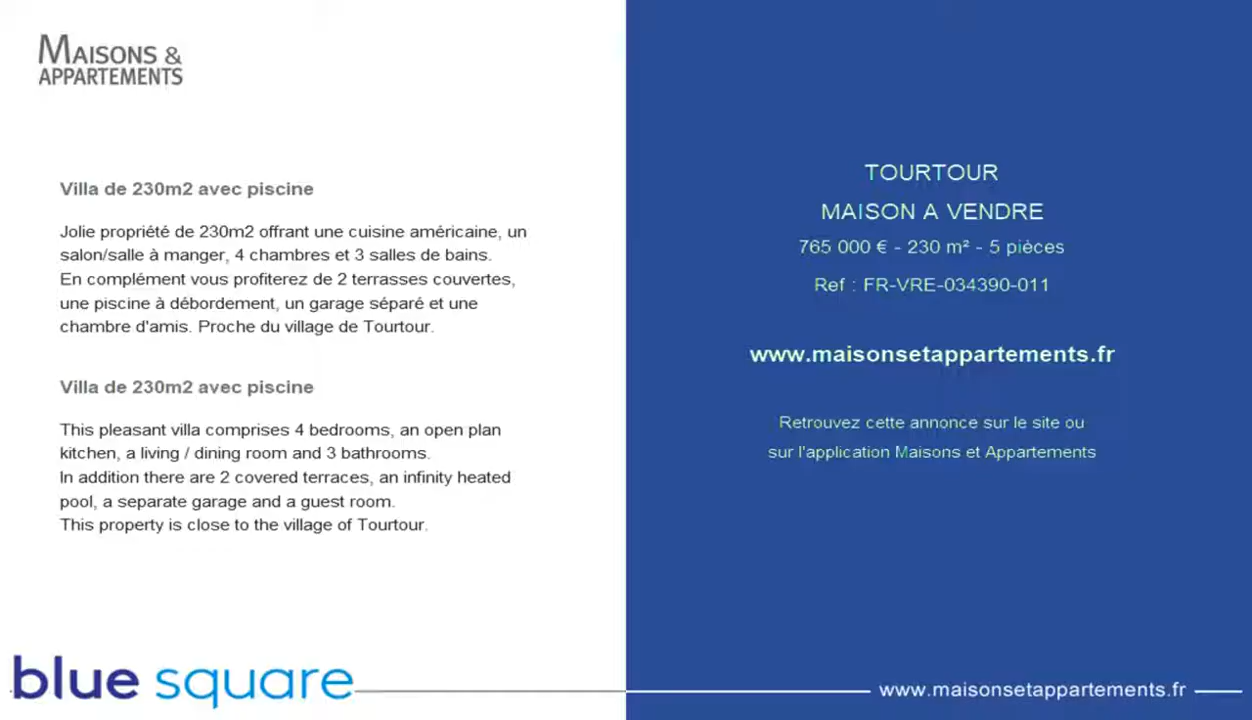 MAISONS &
APPARTEMENTS
Villa de 230m2 avec piscine
Jolie propriété de 230m2 offrant une cuisine américaine, un
salon/salle à manger, 4 chambres et 3 salles de bains.
En complément vous profiterez de 2 terrasses couvertes,
une piscine à débordement, un garage séparé et une
chambre d'amis. Proche du village de Tourtour.
Villa de 230m2 avec piscine
This pleasant villa comprises 4 bedrooms, an open plan
kitchen, a living / dining room and 3 bathrooms.
In addition there are 2 covered terraces, an infinity heated
pool, a separate garage and a guest room.
This property is close to the village of Tourtour.
blue square
TOURTOUR
MAISON A VENDRE
765 000 € - 230 m² - 5 pièces
Ref : FR-VRE-034390-011
www.maisonsetappartements.fr
Retrouvez cette annonce sur le site ou
sur l'application Maisons et Appartements
www.maisonsetappartements.fr